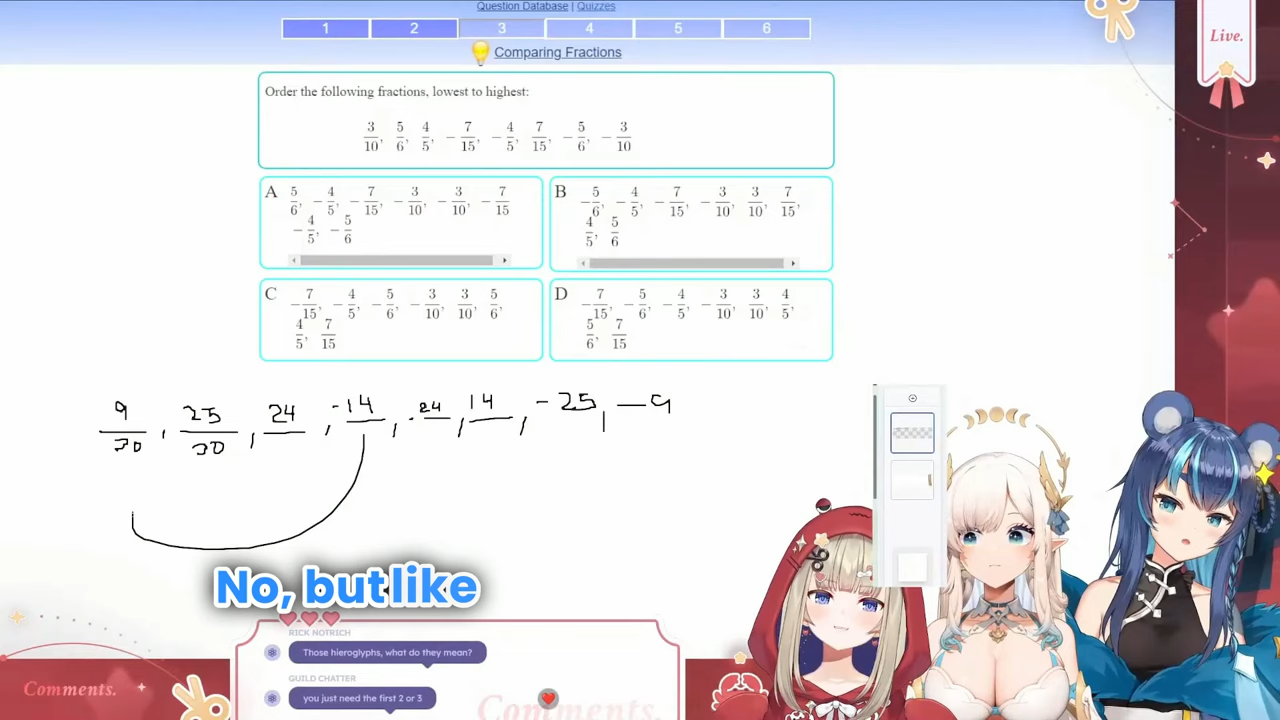 Question Database | Quizzes
1 2 3 4 5 6
Comparing Fractions
Live.
Order the following fractions, lowest to highest:
3/10, 5/6, 4/5, -7/15, -4/5, 7/15, -5/6, -3/10
A 5/6, -4/5, -7/15, -3/10, -3/10, -7/15
-4/5, -5/6
B -5/6, -4/5, -7/15, -3/10, 3/10, 7/15,
4/5, 5/6
C -7/15, -4/5, -5/6, -3/10, 3/10, 5/6,
4/5, 7/15
D -7/15, -5/6, -4/5, -3/10, 3/10, 4/5,
5/6, 7/15
9/30, 25/30, 24, -14, -24, 14, -25, -9
No, but like
RICK NOTRICH
Those hieroglyphs, what do they mean?
GUILD CHATTER
you just need the first 2 or 3
Comments.
Comments.